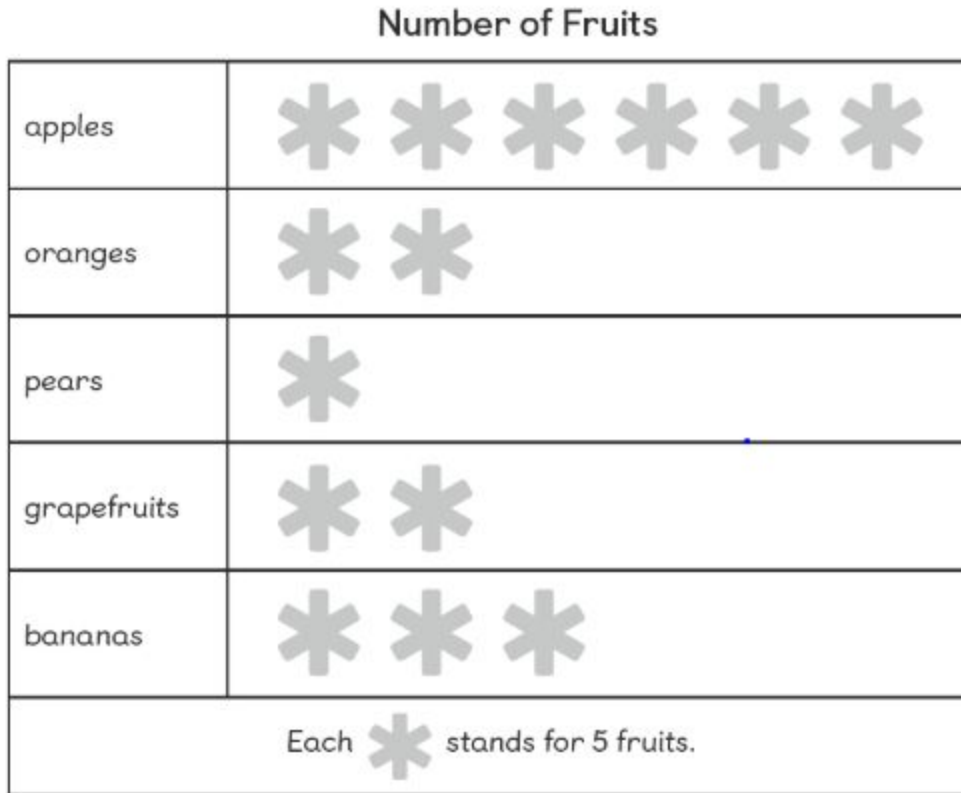 Number of Fruits
apples
oranges
pears
grapefruits
bananas
Each stands for 5 fruits.